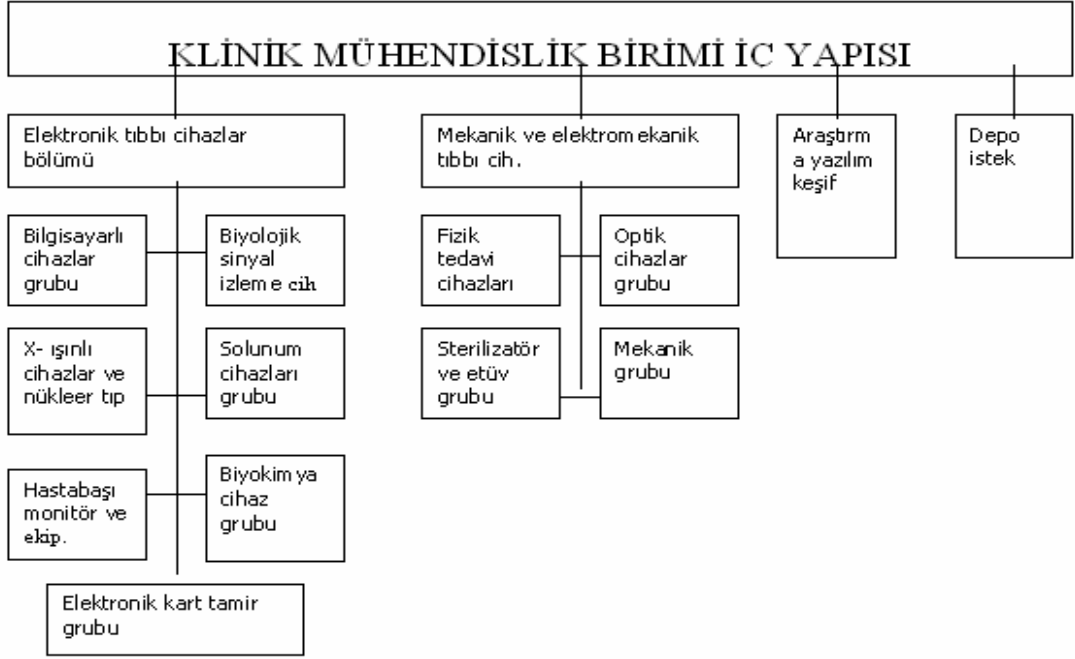 KLİNİK MÜHENDİSLİK BİRİMİ İC YAPISI
Elektronik tıbbı cihazlar
bölümü
Mekanik ve elektromekanik
tıbbı cih.
Araştırm
a yazılım
keşif
Depo
istek
Bilgisayarlı
cihazlar
grubu
Biyolojik
sinyal
izleme cih
Fizik
tedavi
cihazları
Optik
cihazlar
grubu
X- ışınlı
cihazlar ve
nükleer tıp
Solunum
cihazları
grubu
Sterilizatör
ve etüv
grubu
Mekanik
grubu
Hastabaşı
monitör ve
ekip.
Biyokimya
cihaz
grubu
Elektronik kart tamir
grubu